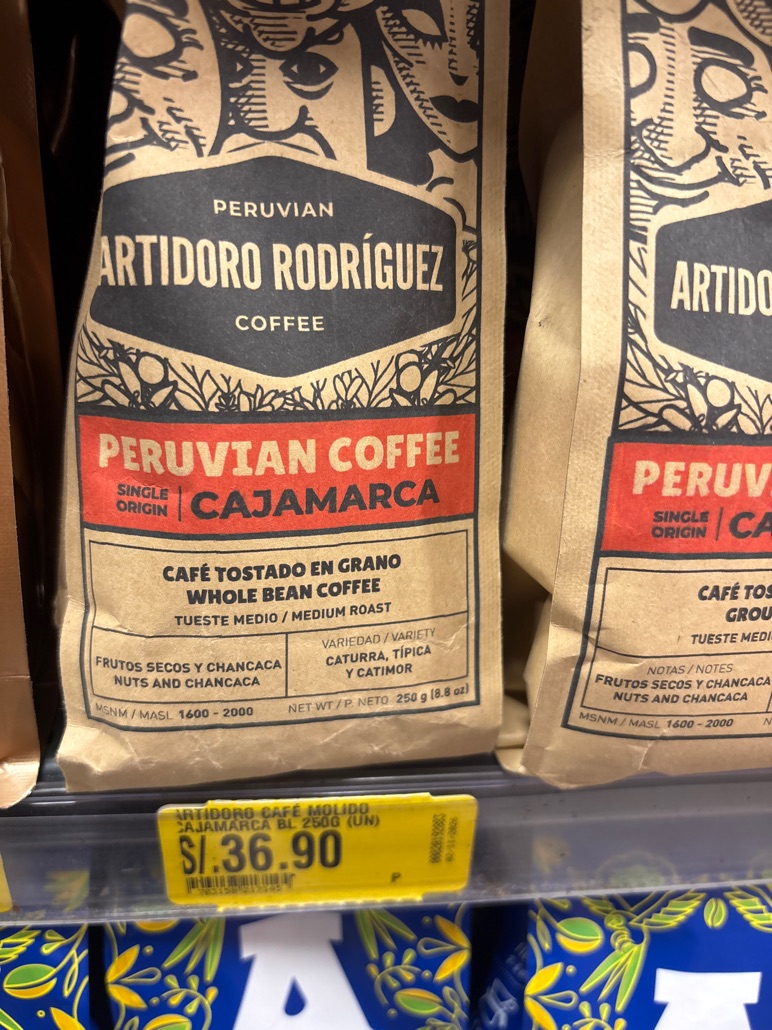 PERUVIAN
ARTIDORO RODRÍGUEZ
COFFEE
PERUVIAN COFFEE
SINGLE
ORIGIN
CAJAMARCA
CAFÉ TOSTADO EN GRANO
WHOLE BEAN COFFEE
TUESTE MEDIO / MEDIUM ROAST
FRUTOS SECOS Y CHANCACA
NUTS AND CHANCACA
VARIEDAD / VARIETY
CATURRA, TÍPICA
Y CATIMOR
MSNM / MASL 1600 - 2000
NET WT / P. NETO 250 g (8.8 oz)
ARTIDO
PERUV
SINGLE
ORIGIN
CA
CAFÉ TOS
GROU
TUESTE MEDI
NOTAS / NOTES
FRUTOS SECOS Y CHANCACA
NUTS AND CHANCACA
MSNM / MASL 1600 - 2000
N
ARTIDORO CAFÉ MOLIDO
CAJAMARCA BL 250G (UN)
S/.36.90
P
A